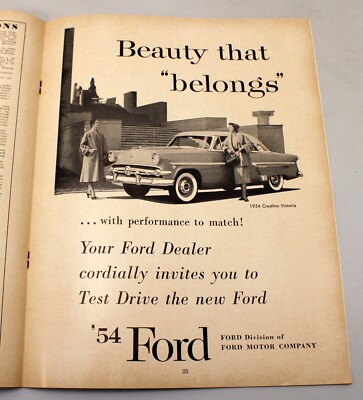 ONS
Beauty that
"belongs"
1954 Crestline Victoria
. . . with performance to match!
Your Ford Dealer
cordially invites you to
Test Drive the new Ford
'54 Ford
FORD Division of
FORD MOTOR COMPANY
23